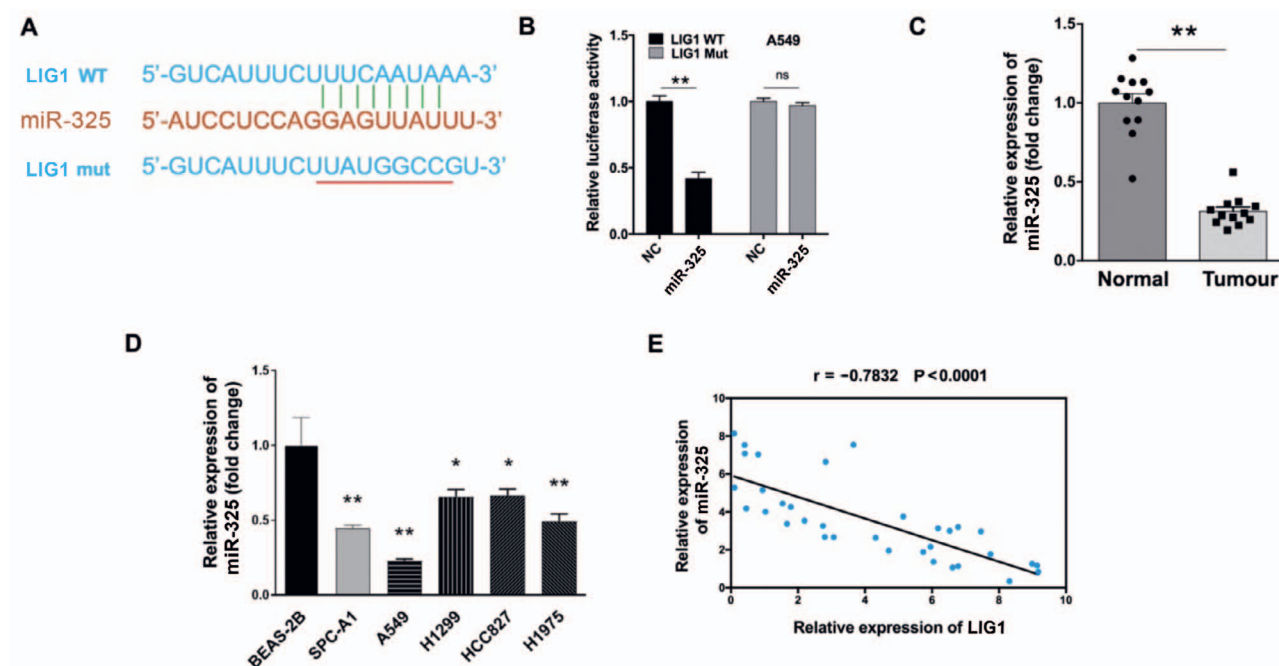 A
LIG1 WT 5'-GUCAUUUCUUUCAAUAAA-3'
miR-325 5'-AUCCUCCAGGAGUUAUUU-3'
LIG1 mut 5'-GUCAUUUCUUAUGGCCGU-3'
B
LIG1 WT
LIG1 Mut
A549
Relative luciferase activity
1.5
1.0
0.5
0.0
**
ns
NC
miR-325
NC
miR-325
C
Relative expression of
miR-325 (fold change)
1.5
1.0
0.5
0.0
**
Normal
Tumour
D
Relative expression of
miR-325 (fold change)
1.5
1.0
0.5
0.0
**
**
*
*
**
BEAS-2B
SPC-A1
A549
H1299
HCC827
H1975
E
r = −0.7832 P<0.0001
Relative expression
of miR-325
10
8
6
4
2
0
0 2 4 6 8 10
Relative expression of LIG1